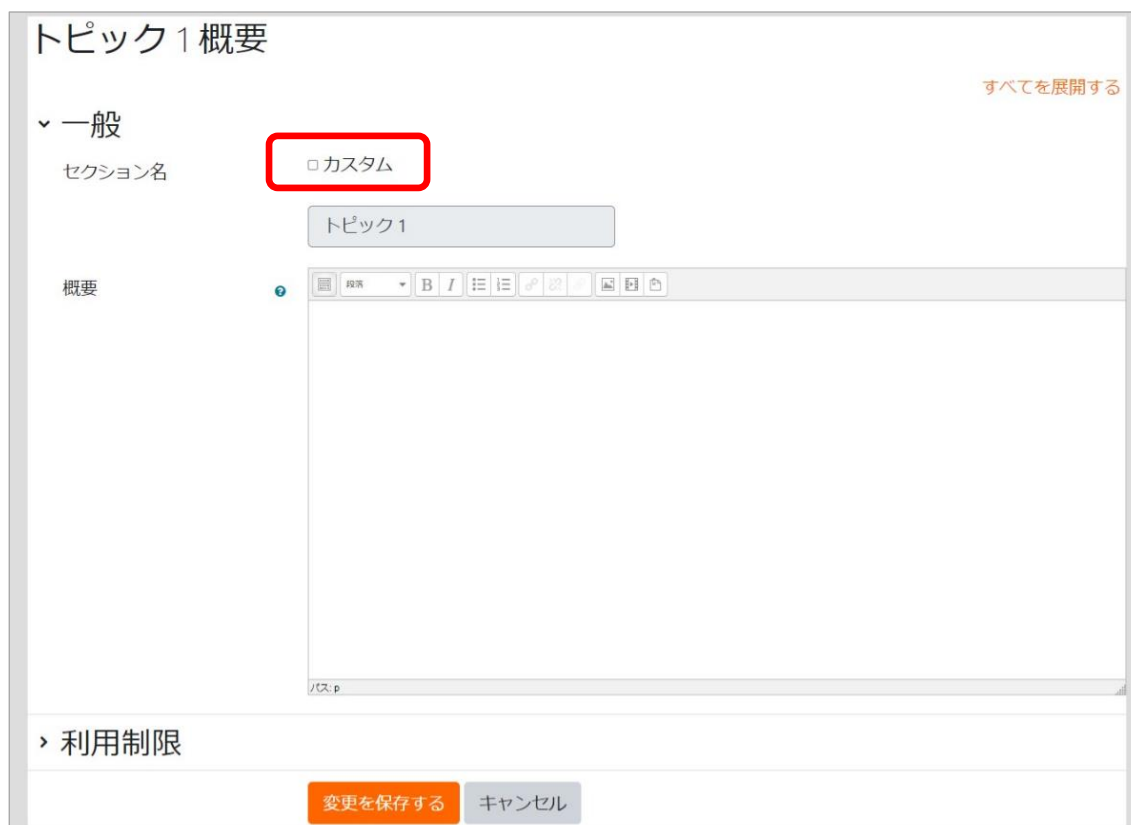 トピック 1 概要
すべてを展開する
一般
セクション名
カスタム
トピック 1
概要
段落
B I
パス: p
利用制限
変更を保存する キャンセル